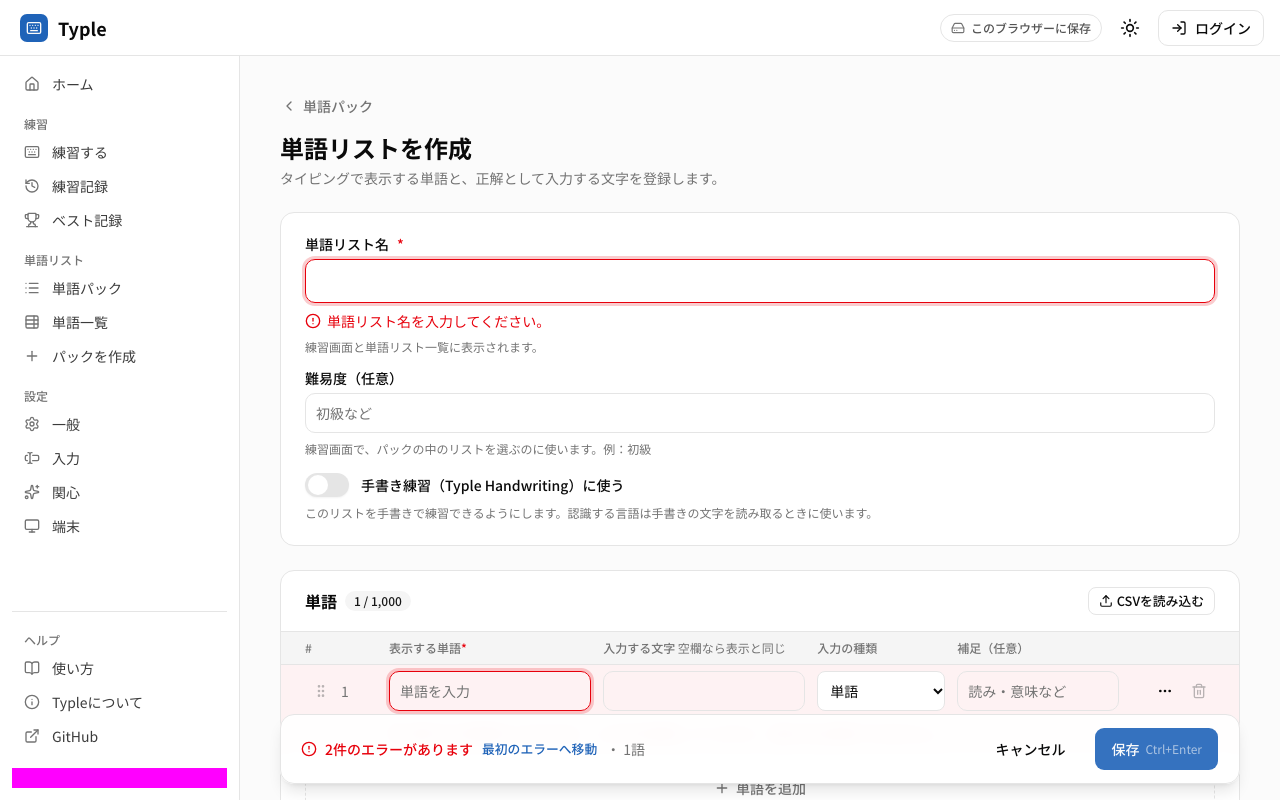 Typle
このブラウザーに保存
ログイン
ホーム
練習
練習する
練習記録
ベスト記録
単語リスト
単語パック
単語一覧
パックを作成
設定
一般
入力
関心
端末
ヘルプ
使い方
Typleについて
GitHub
単語パック
単語リストを作成
タイピングで表示する単語と、正解として入力する文字を登録します。
単語リスト名 *
単語リスト名を入力してください。
練習画面と単語リスト一覧に表示されます。
難易度（任意）
初級など
練習画面で、パックの中のリストを選ぶのに使います。例：初級
手書き練習（Typle Handwriting）に使う
このリストを手書きで練習できるようにします。認識する言語は手書きの文字を読み取るときに使います。
単語 1 / 1,000 CSVを読み込む
# 表示する単語* 入力する文字 空欄なら表示と同じ 入力の種類 補足（任意）
1 単語を入力 単語 読み・意味など
2件のエラーがあります 最初のエラーへ移動 ・ 1語 キャンセル 保存 Ctrl+Enter
単語を追加